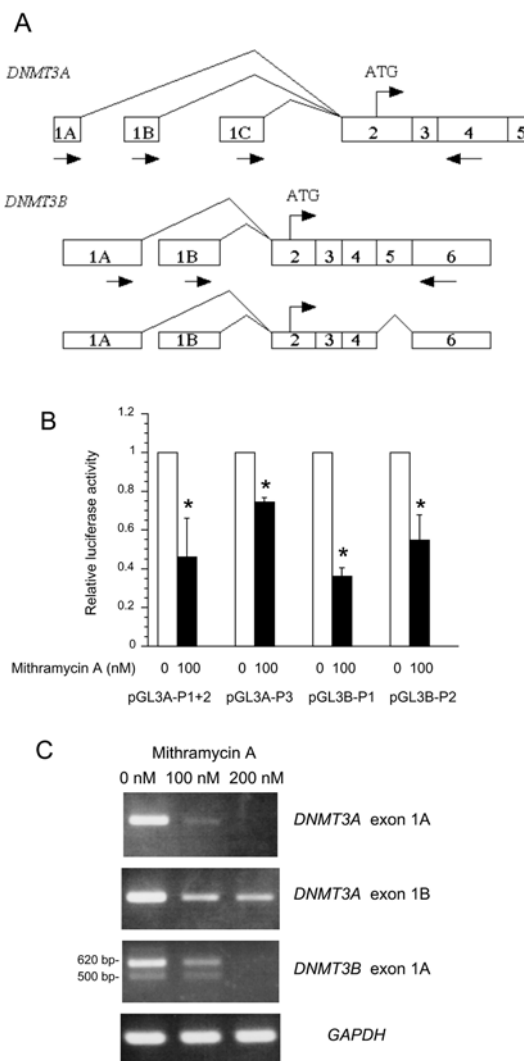 A
DNMT3A
ATG
1A 1B 1C 2 3 4 5
DNMT3B
ATG
1A 1B 2 3 4 5 6
1A 1B 2 3 4 6
B
Relative luciferase activity
1.2
1
0.8
0.6
0.4
0.2
0
* * * *
Mithramycin A (nM) 0 100 0 100 0 100 0 100
pGL3A-P1+2 pGL3A-P3 pGL3B-P1 pGL3B-P2
C
Mithramycin A
0 nM 100 nM 200 nM
DNMT3A exon 1A
DNMT3A exon 1B
620 bp-
500 bp-
DNMT3B exon 1A
GAPDH